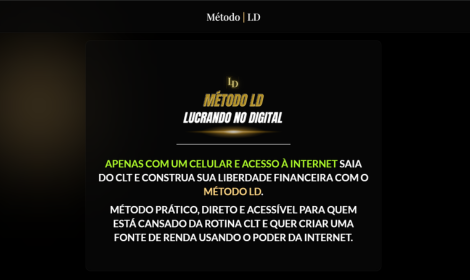 Método | LD
LD
MÉTODO LD
LUCRANDO NO DIGITAL
APENAS COM UM CELULAR E ACESSO À INTERNET SAIA
DO CLT E CONSTRUA SUA LIBERDADE FINANCEIRA COM O
MÉTODO LD.
MÉTODO PRÁTICO, DIRETO E ACESSÍVEL PARA QUEM
ESTÁ CANSADO DA ROTINA CLT E QUER CRIAR UMA
FONTE DE RENDA USANDO O PODER DA INTERNET.